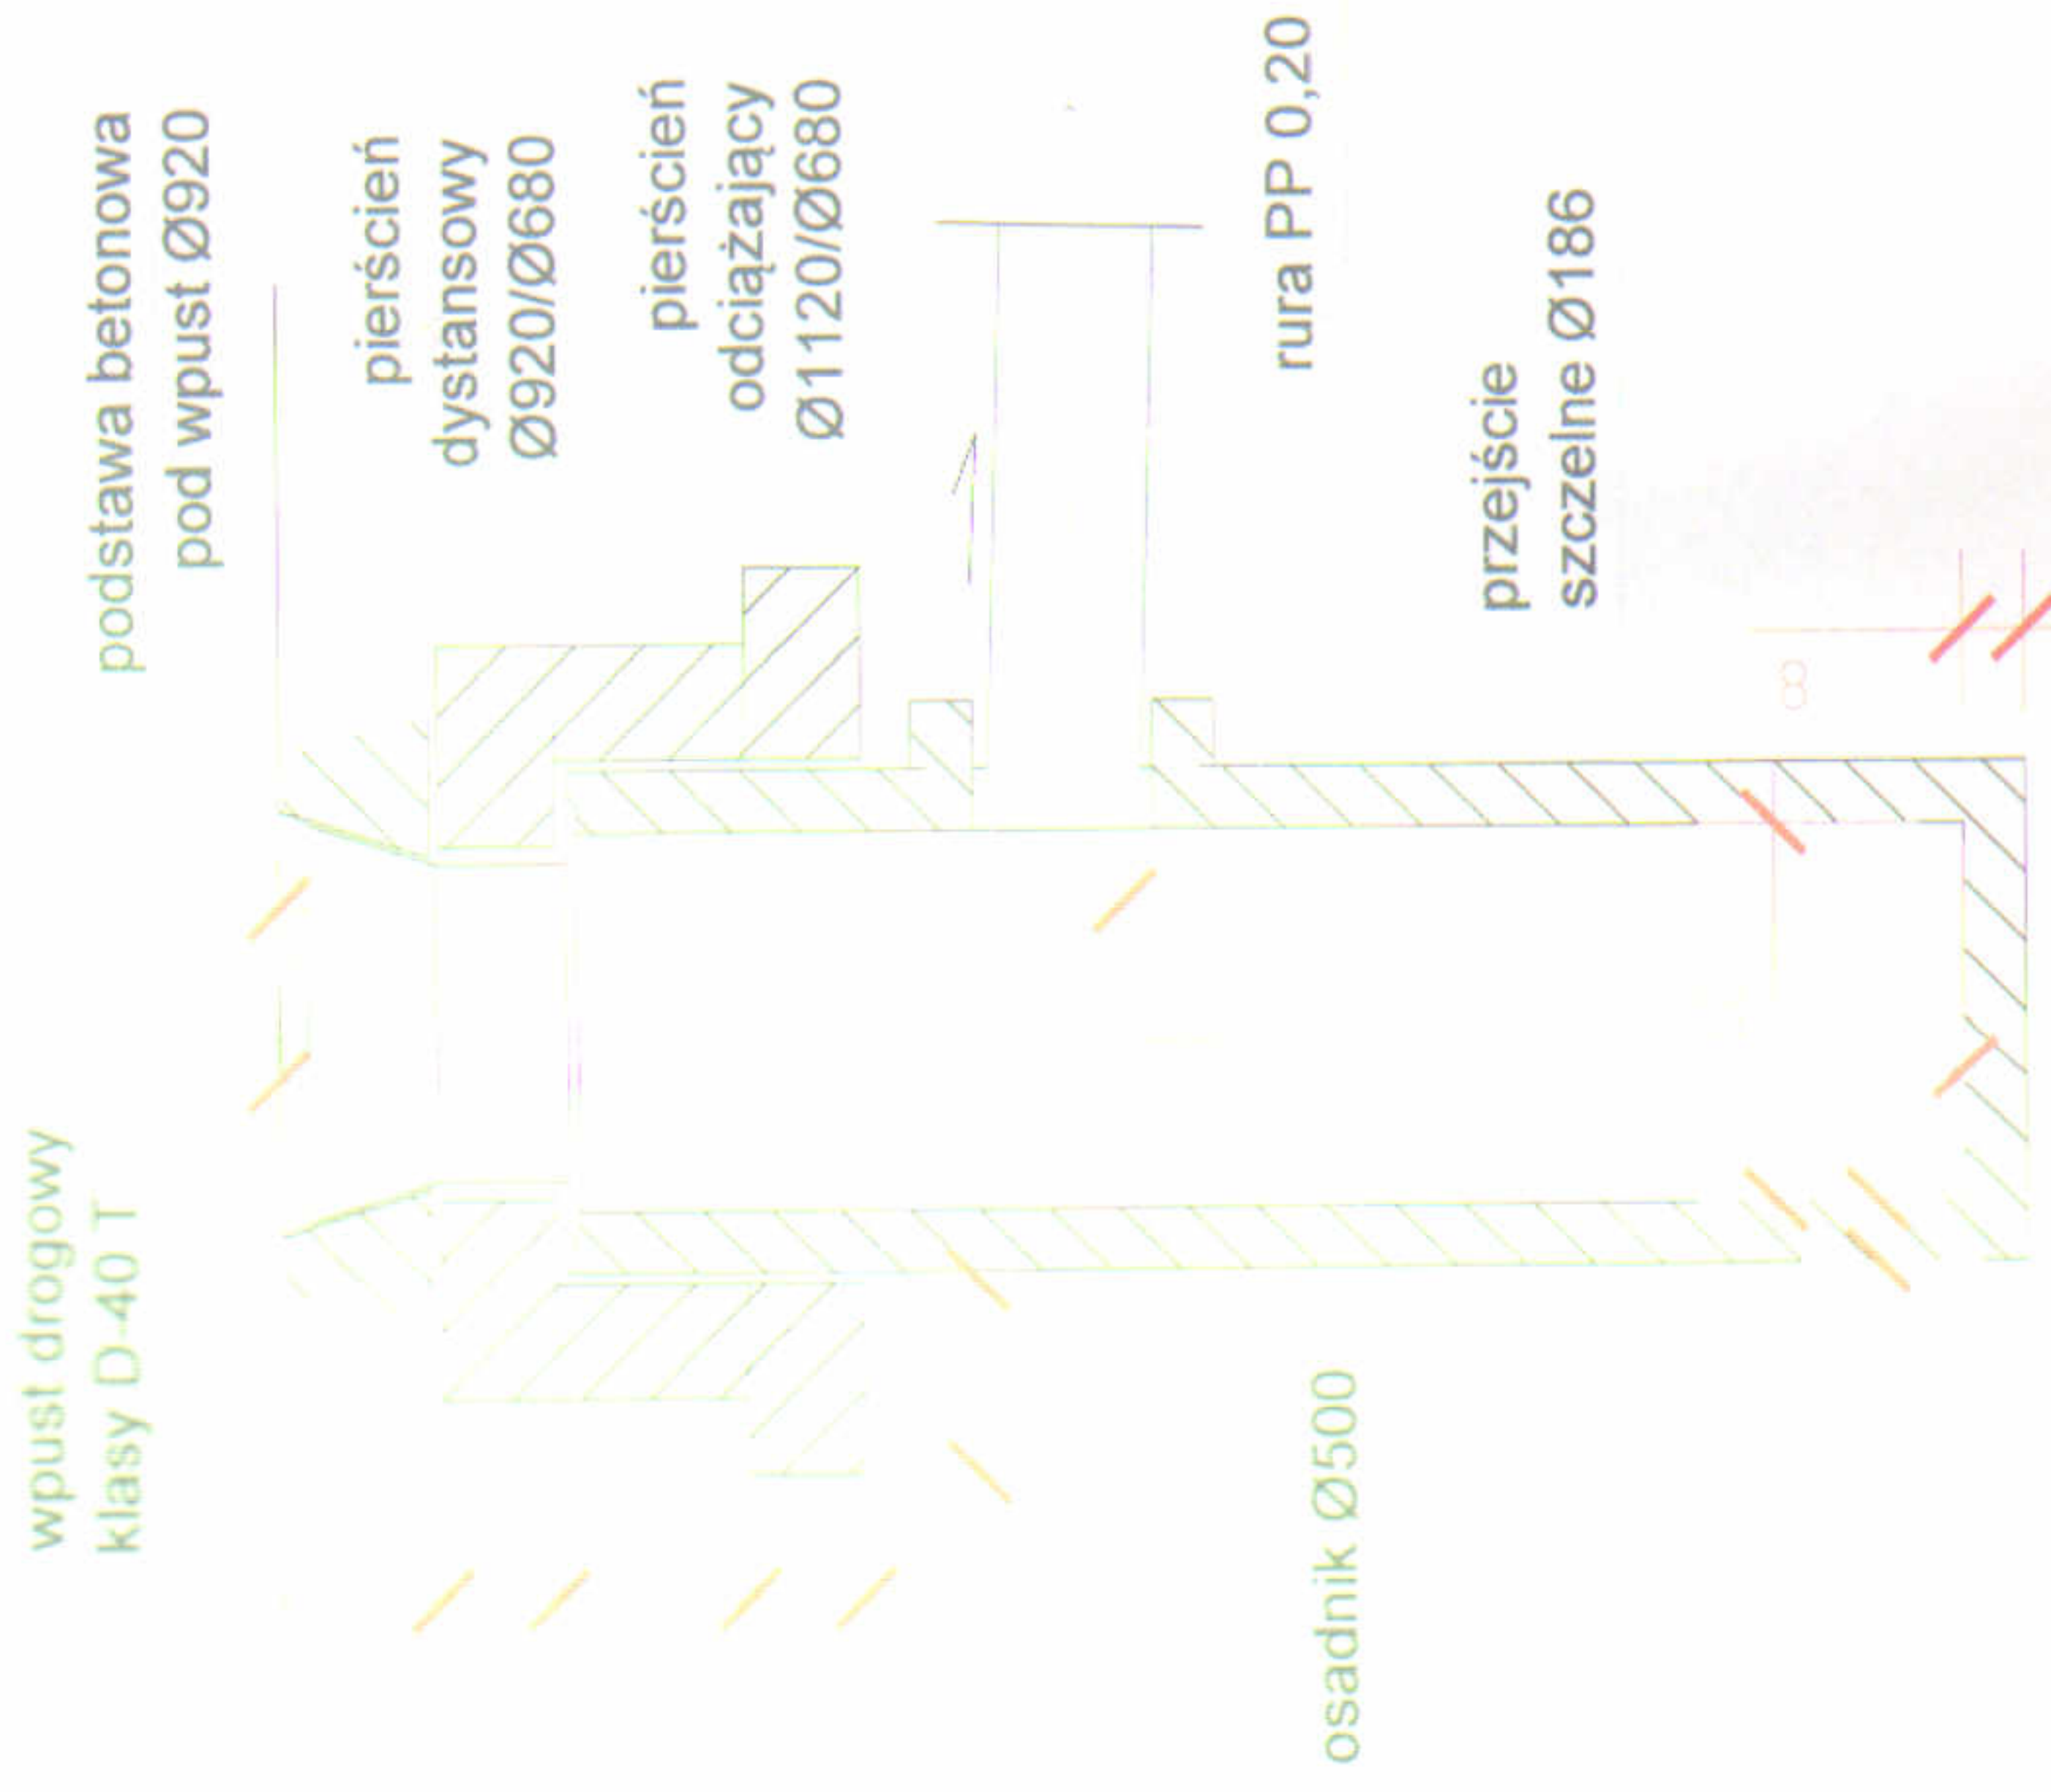 wpust drogowy
klasy D-40 T
podstawa betonowa
pod wpust Ø920
pierścień
dystansowy
Ø920/Ø680
pierścień
odciążający
Ø1120/Ø680
rura PP 0,20
przejście
szczelne Ø186
osadnik Ø500
8